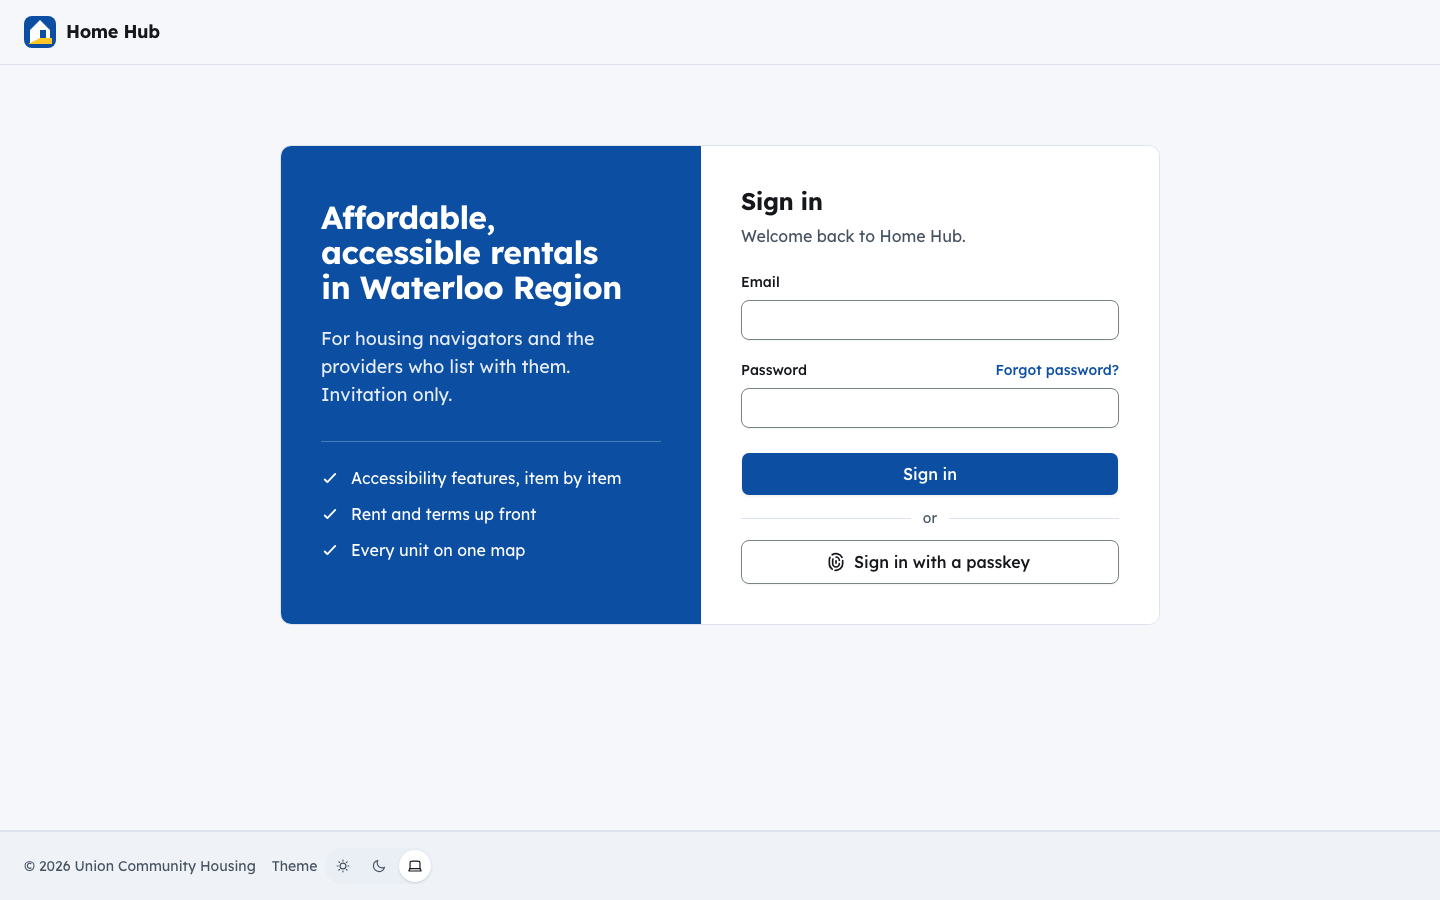 Home Hub
Affordable,
accessible rentals
in Waterloo Region
For housing navigators and the
providers who list with them.
Invitation only.
Accessibility features, item by item
Rent and terms up front
Every unit on one map
Sign in
Welcome back to Home Hub.
Email
Password
Forgot password?
Sign in
or
Sign in with a passkey
© 2026 Union Community Housing
Theme